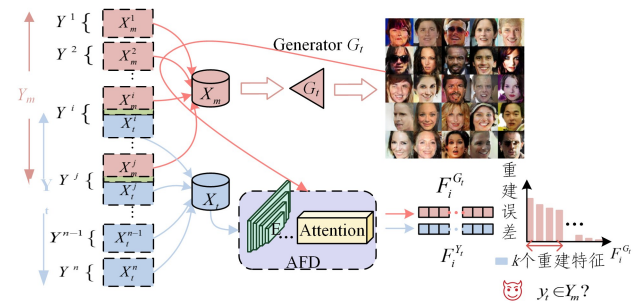 Y^1 { X_m^1
Y^2 { X_m^2
Y_m
Y^i { X_m^i
X_t^i
Y_t
Y^j { X_m^j
X_t^j
Y^{n-1} { X_t^{n-1}
Y^n { X_t^n
X_m
X_t
Generator G_t
G_t
E...
Attention
AFD
F_i^{G_t}
F_i^{Y_t}
重建误差
...
F_i^{G_t}
k个重建特征
y_t∈Y_m?